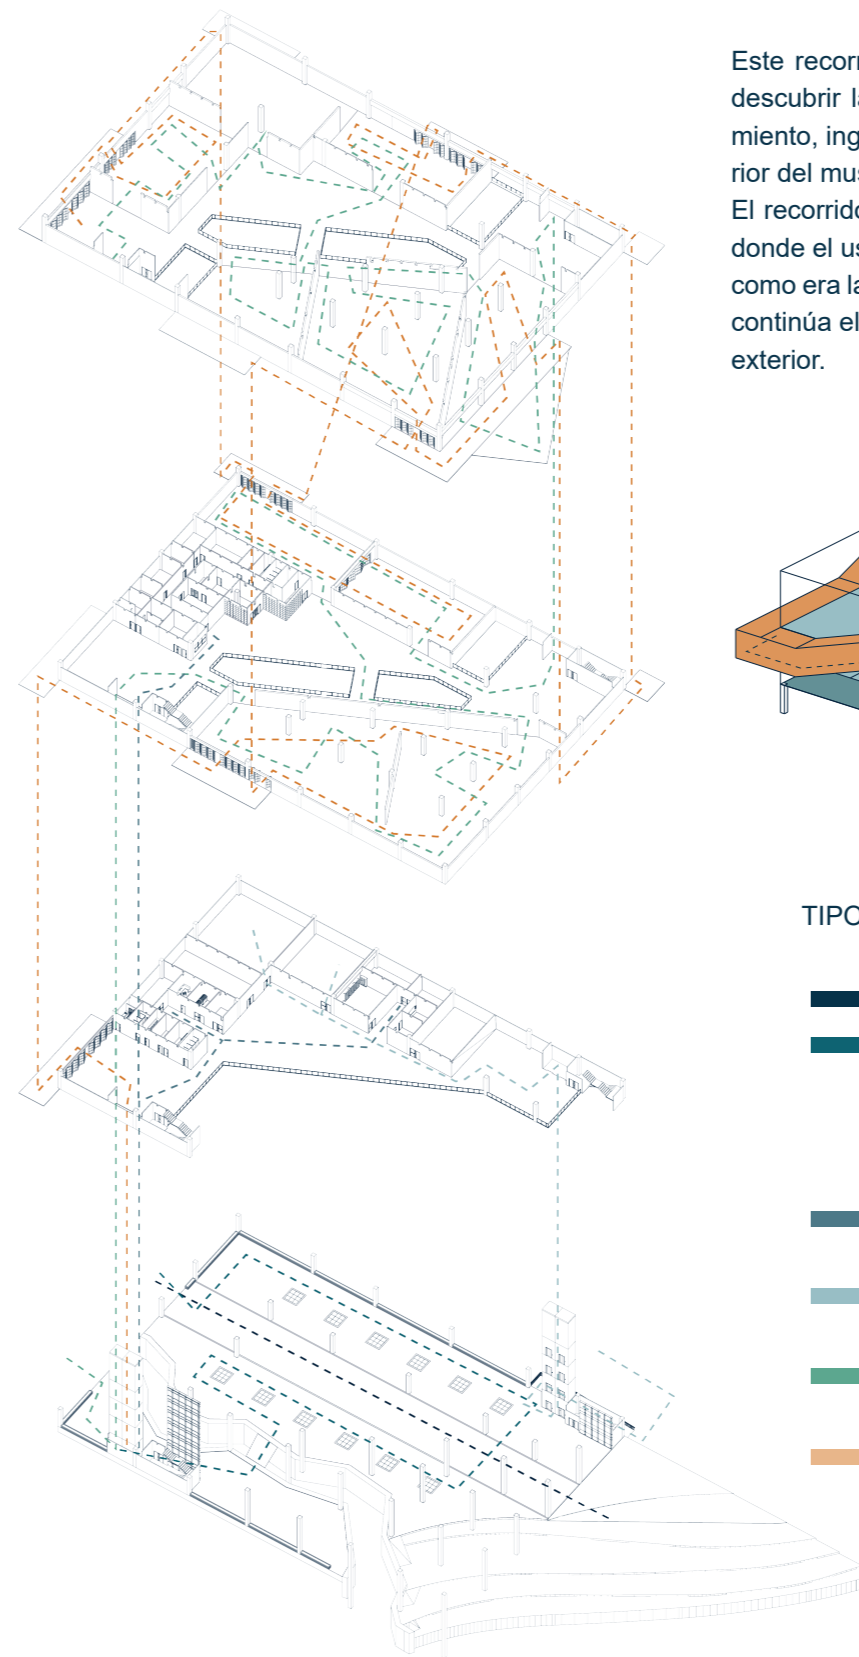 Este recor
descubrir l
miento, ing
rior del mus
El recorrido
donde el us
como era la
continúa el
exterior.
TIPO